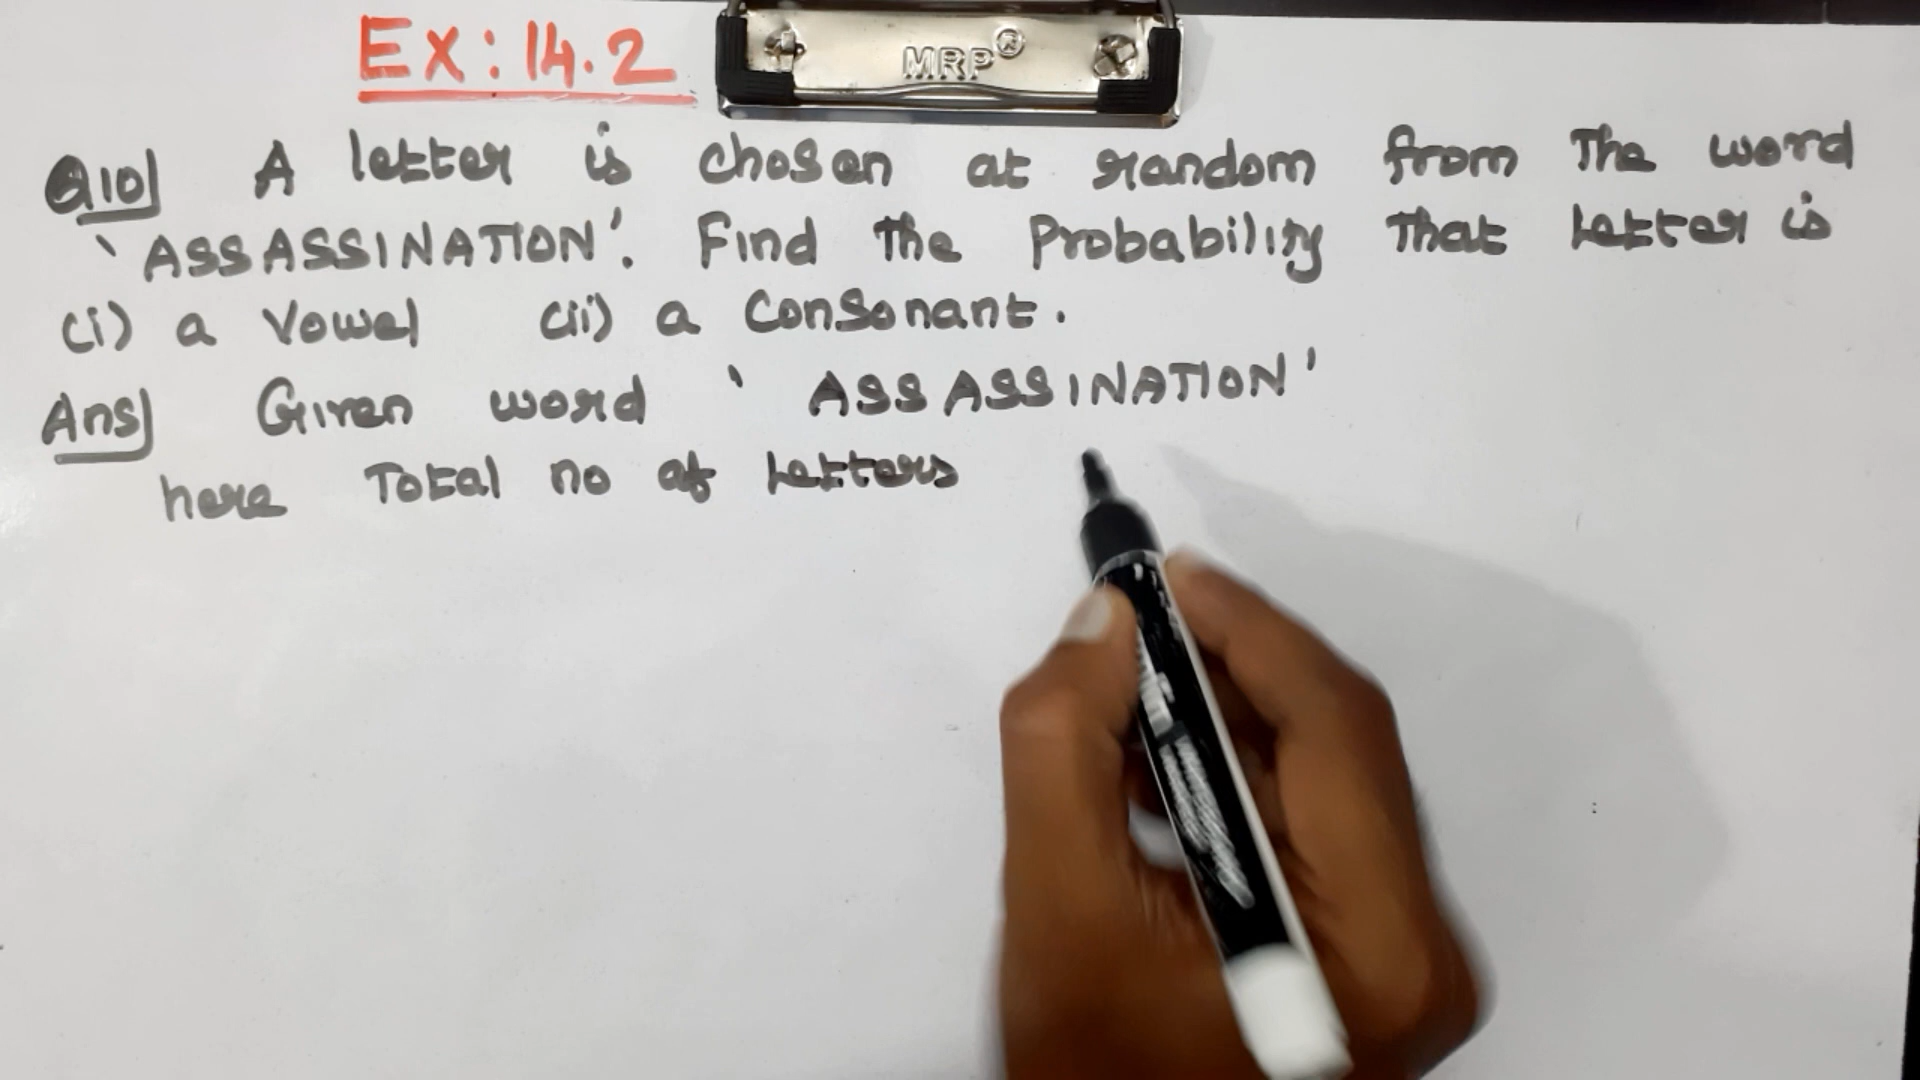 Ex: 14.2
MRP®
Q10) A letter is chosen at random from The word
'ASSASSINATION'. Find The Probability That Letter is
(i) a Vowel (ii) a Consonant.
Ans) Given word 'ASSASSINATION'
here Total no of Letters